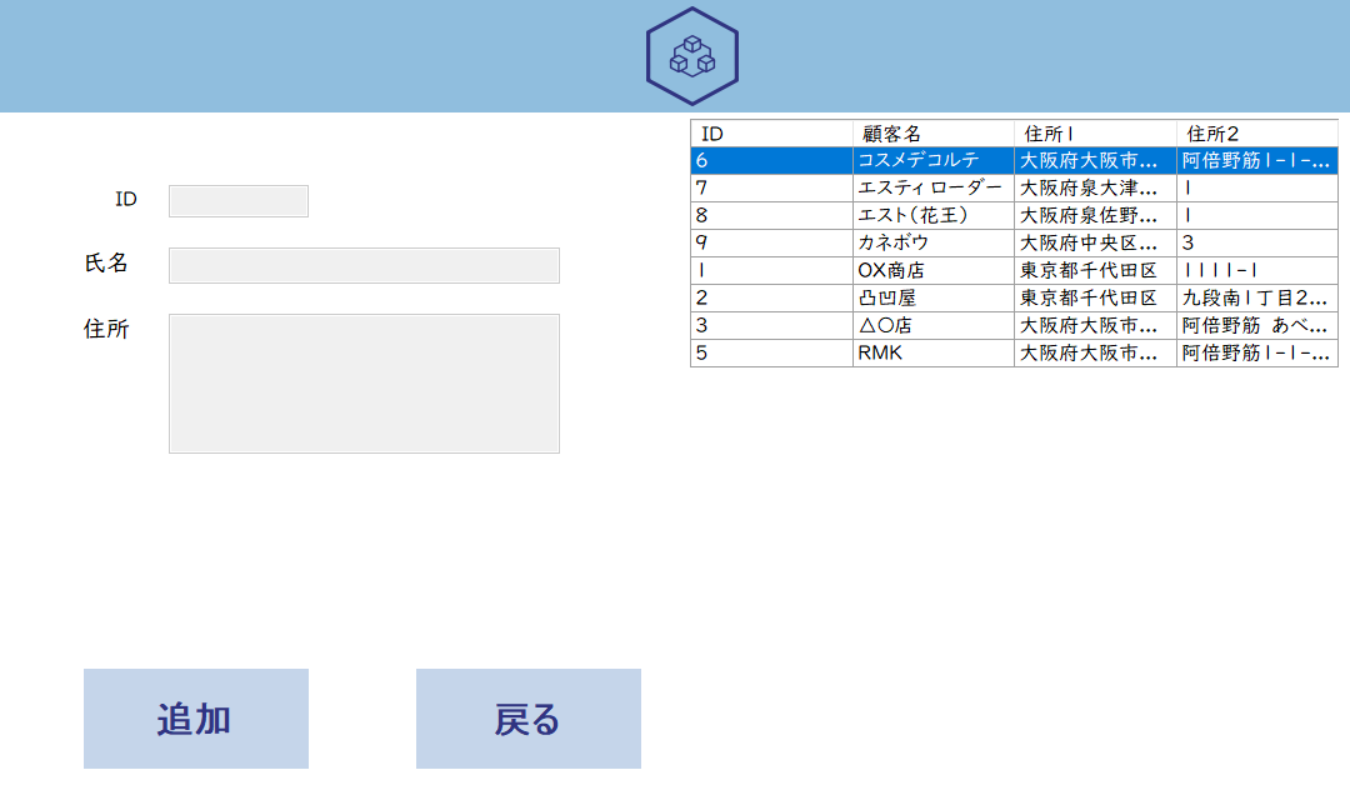 ID
氏名
住所
追加
戻る
ID 顧客名 住所1 住所2
6 コスメデコルテ 大阪府大阪市... 阿倍野筋1-1-...
7 エスティローダー 大阪府泉大津... 1
8 エスト(花王) 大阪府泉佐野... 1
9 カネボウ 大阪府中央区... 3
1 OX商店 東京都千代田区 1111-1
2 凸凹屋 東京都千代田区 九段南1丁目2...
3 △〇店 大阪府大阪市... 阿倍野筋 あべ...
5 RMK 大阪府大阪市... 阿倍野筋1-1-...